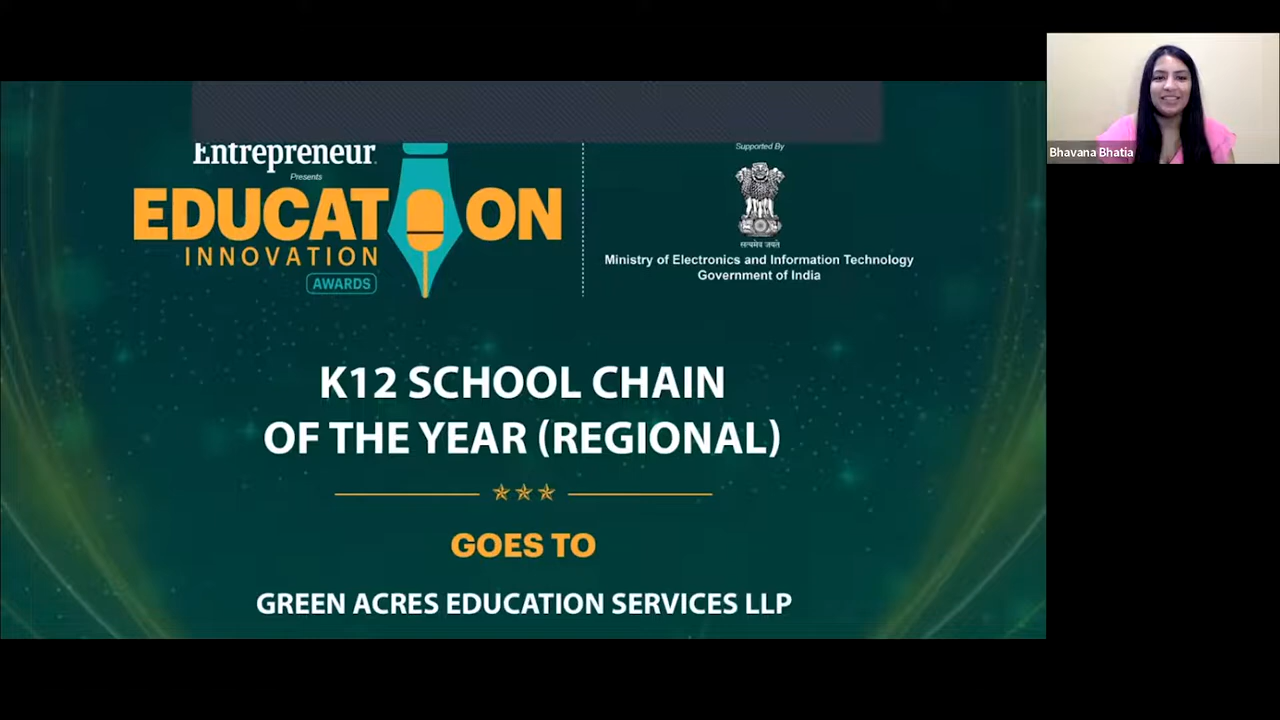 Entrepreneur
Presents
EDUCATION
INNOVATION
AWARDS
Supported By
सत्यमेव जयते
Ministry of Electronics and Information Technology
Government of India
K12 SCHOOL CHAIN
OF THE YEAR (REGIONAL)
GOES TO
GREEN ACRES EDUCATION SERVICES LLP
Bhavana Bhatia